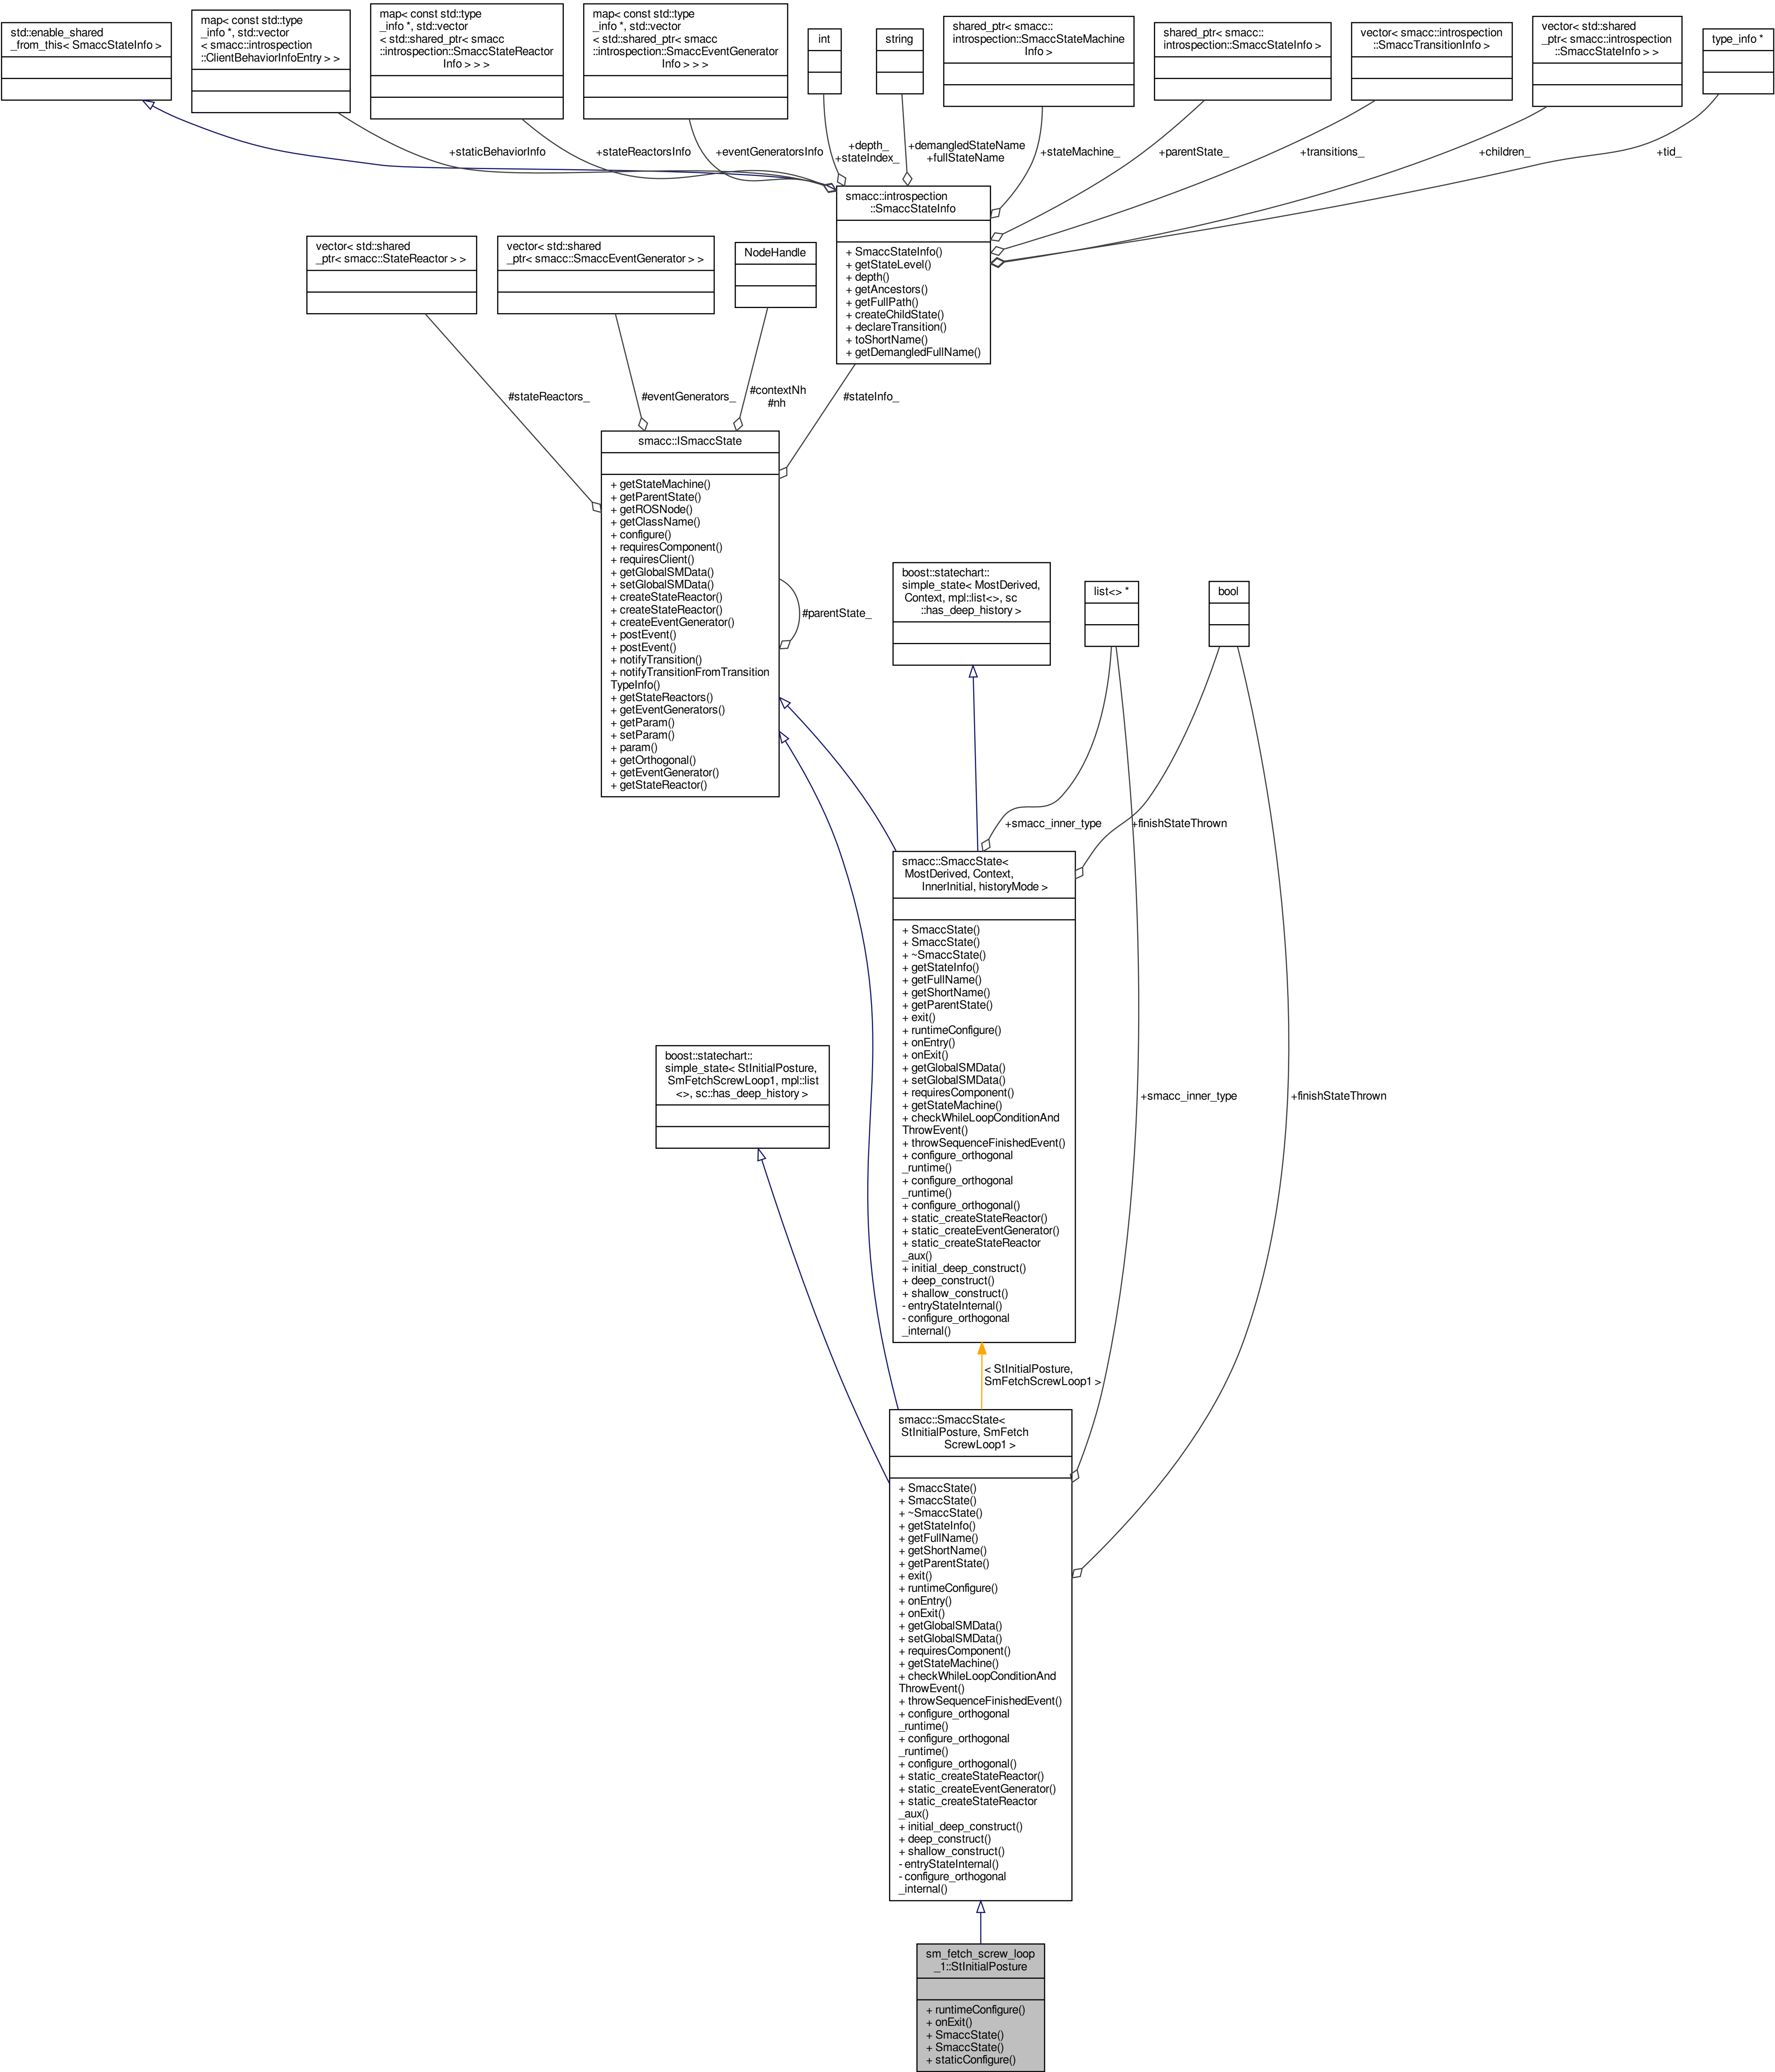 std::enable_shared
_from_this< SmaccStateInfo >
map< const std::type
_info *, std::vector
< smacc::introspection
::ClientBehaviorInfoEntry > >
map< const std::type
_info *, std::vector
< std::shared_ptr< smacc
::introspection::SmaccStateReactor
Info > > >
map< const std::type
_info *, std::vector
< std::shared_ptr< smacc
::introspection::SmaccEventGenerator
Info > > >
int
string
shared_ptr< smacc::
introspection::SmaccStateMachine
Info >
shared_ptr< smacc::
introspection::SmaccStateInfo >
vector< smacc::introspection
::SmaccTransitionInfo >
vector< std::shared
_ptr< smacc::introspection
::SmaccStateInfo > >
type_info *
+staticBehaviorInfo
+stateReactorsInfo
+eventGeneratorsInfo
+depth_
+stateIndex_
+demangledStateName
+fullStateName
+stateMachine_
+parentState_
+transitions_
+children_
+tid_
smacc::introspection
::SmaccStateInfo
+ SmaccStateInfo()
+ getStateLevel()
+ depth()
+ getAncestors()
+ getFullPath()
+ createChildState()
+ declareTransition()
+ toShortName()
+ getDemangledFullName()
vector< std::shared
_ptr< smacc::StateReactor > >
vector< std::shared
_ptr< smacc::SmaccEventGenerator > >
NodeHandle
#stateReactors_
#eventGenerators_
#contextNh
#nh
#stateInfo_
smacc::ISmaccState
+ getStateMachine()
+ getParentState()
+ getROSNode()
+ getClassName()
+ configure()
+ requiresComponent()
+ requiresClient()
+ getGlobalSMData()
+ setGlobalSMData()
+ createStateReactor()
+ createStateReactor()
+ createEventGenerator()
+ postEvent()
+ postEvent()
+ notifyTransition()
+ notifyTransitionFromTransition
TypeInfo()
+ getStateReactors()
+ getEventGenerators()
+ getParam()
+ setParam()
+ param()
+ getOrthogonal()
+ getEventGenerator()
+ getStateReactor()
#parentState_
boost::statechart::
simple_state< MostDerived,
Context, mpl::list<>, sc
::has_deep_history >
list<> *
bool
+smacc_inner_type
+finishStateThrown
smacc::SmaccState<
MostDerived, Context,
InnerInitial, historyMode >
+ SmaccState()
+ SmaccState()
+ ~SmaccState()
+ getStateInfo()
+ getFullName()
+ getShortName()
+ getParentState()
+ exit()
+ runtimeConfigure()
+ onEntry()
+ onExit()
+ getGlobalSMData()
+ setGlobalSMData()
+ requiresComponent()
+ getStateMachine()
+ checkWhileLoopConditionAnd
ThrowEvent()
+ throwSequenceFinishedEvent()
+ configure_orthogonal
_runtime()
+ configure_orthogonal
_runtime()
+ configure_orthogonal()
+ static_createStateReactor()
+ static_createEventGenerator()
+ static_createStateReactor
_aux()
+ initial_deep_construct()
+ deep_construct()
+ shallow_construct()
- entryStateInternal()
- configure_orthogonal
_internal()
boost::statechart::
simple_state< StInitialPosture,
SmFetchScrewLoop1, mpl::list
<>, sc::has_deep_history >
+smacc_inner_type
+finishStateThrown
< StInitialPosture,
SmFetchScrewLoop1 >
smacc::SmaccState<
StInitialPosture, SmFetch
ScrewLoop1 >
+ SmaccState()
+ SmaccState()
+ ~SmaccState()
+ getStateInfo()
+ getFullName()
+ getShortName()
+ getParentState()
+ exit()
+ runtimeConfigure()
+ onEntry()
+ onExit()
+ getGlobalSMData()
+ setGlobalSMData()
+ requiresComponent()
+ getStateMachine()
+ checkWhileLoopConditionAnd
ThrowEvent()
+ throwSequenceFinishedEvent()
+ configure_orthogonal
_runtime()
+ configure_orthogonal
_runtime()
+ configure_orthogonal()
+ static_createStateReactor()
+ static_createEventGenerator()
+ static_createStateReactor
_aux()
+ initial_deep_construct()
+ deep_construct()
+ shallow_construct()
- entryStateInternal()
- configure_orthogonal
_internal()
sm_fetch_screw_loop
_1::StInitialPosture
+ runtimeConfigure()
+ onExit()
+ SmaccState()
+ SmaccState()
+ staticConfigure()